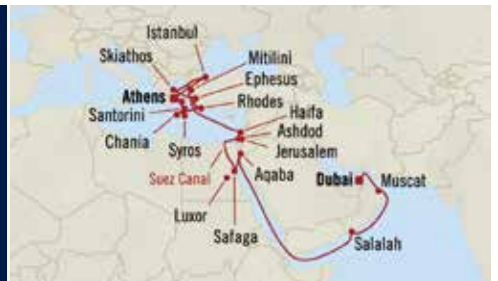 Istanbul
Skiathos
Mitilini
Athens
Ephesus
Santorini
Rhodes
Chania
Haifa
Syros
Ashdod
Jerusalem
Suez Canal
Aqaba
Dubai
Muscat
Luxor
Safaga
Salalah